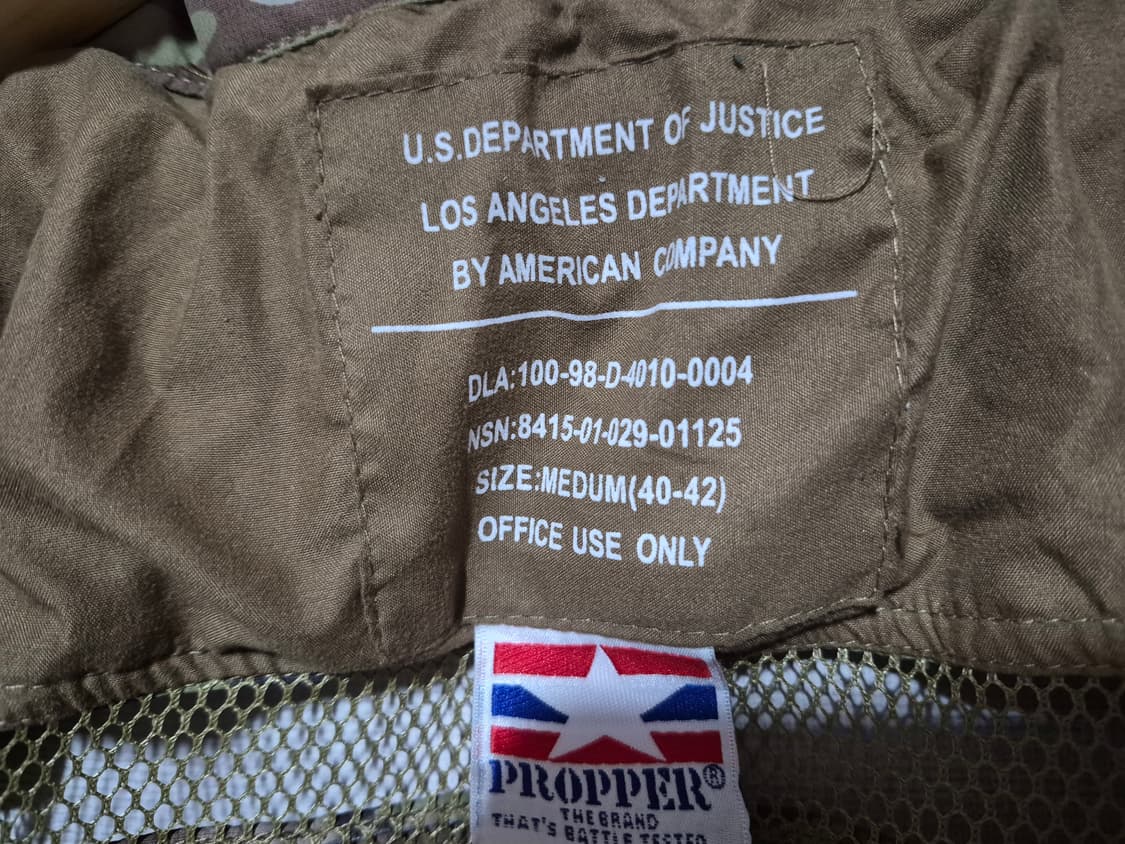 U.S.DEPARTMENT OF JUSTICE
LOS ANGELES DEPARTMENT
BY AMERICAN COMPANY
DLA:100-98-D-4010-0004
NSN:8415-01-029-01125
SIZE:MEDUM(40-42)
OFFICE USE ONLY
PROPPER®
THE BRAND
THAT'S BATTLE TESTED